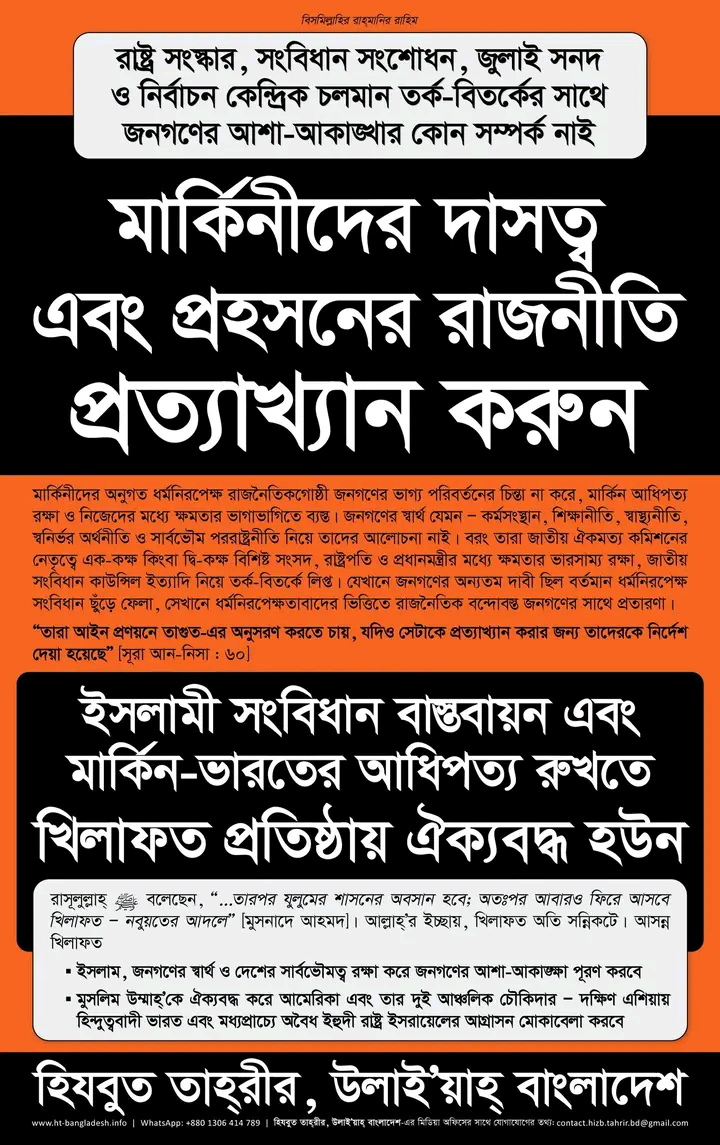 বিসমিল্লাহির রাহ্‌মানির রাহিম
রাষ্ট্র সংস্কার, সংবিধান সংশোধন, জুলাই সনদ
ও নির্বাচন কেন্দ্রিক চলমান তর্ক-বিতর্কের সাথে
জনগণের আশা-আকাঙ্খার কোন সম্পর্ক নাই
মার্কিনীদের দাসত্ব
এবং প্রহসনের রাজনীতি
প্রত্যাখ্যান করুন
মার্কিনীদের অনুগত ধর্মনিরপেক্ষ রাজনৈতিকগোষ্ঠী জনগণের ভাগ্য পরিবর্তনের চিন্তা না করে, মার্কিন আধিপত্য
রক্ষা ও নিজেদের মধ্যে ক্ষমতার ভাগাভাগিতে ব্যস্ত। জনগণের স্বার্থ যেমন – কর্মসংস্থান, শিক্ষানীতি, স্বাস্থ্যনীতি,
স্বনির্ভর অর্থনীতি ও সার্বভৌম পররাষ্ট্রনীতি নিয়ে তাদের আলোচনা নাই। বরং তারা জাতীয় ঐকমত্য কমিশনের
নেতৃত্বে এক-কক্ষ কিংবা দ্বি-কক্ষ বিশিষ্ট সংসদ, রাষ্ট্রপতি ও প্রধানমন্ত্রীর মধ্যে ক্ষমতার ভারসাম্য রক্ষা, জাতীয়
সংবিধান কাউন্সিল ইত্যাদি নিয়ে তর্ক-বিতর্কে লিপ্ত। যেখানে জনগণের অন্যতম দাবী ছিল বর্তমান ধর্মনিরপেক্ষ
সংবিধান ছুঁড়ে ফেলা, সেখানে ধর্মনিরপেক্ষতাবাদের ভিত্তিতে রাজনৈতিক বন্দোবস্ত জনগণের সাথে প্রতারণা।
“তারা আইন প্রণয়নে তাগুত-এর অনুসরণ করতে চায়, যদিও সেটাকে প্রত্যাখ্যান করার জন্য তাদেরকে নির্দেশ
দেয়া হয়েছে” [সূরা আন-নিসা : ৬০]
ইসলামী সংবিধান বাস্তবায়ন এবং
মার্কিন-ভারতের আধিপত্য রুখতে
খিলাফত প্রতিষ্ঠায় ঐক্যবদ্ধ হউন
রাসূলুল্লাহ্ ﷺ বলেছেন, “...তারপর যুলুমের শাসনের অবসান হবে; অতঃপর আবারও ফিরে আসবে
খিলাফত – নবুয়তের আদলে” [মুসনাদে আহমদ]। আল্লাহ্’র ইচ্ছায়, খিলাফত অতি সন্নিকটে। আসন্ন
খিলাফত
▪ ইসলাম, জনগণের স্বার্থ ও দেশের সার্বভৌমত্ব রক্ষা করে জনগণের আশা-আকাঙ্ক্ষা পূরণ করবে
▪ মুসলিম উম্মাহ্’কে ঐক্যবদ্ধ করে আমেরিকা এবং তার দুই আঞ্চলিক চৌকিদার – দক্ষিণ এশিয়ায়
হিন্দুত্ববাদী ভারত এবং মধ্যপ্রাচ্যে অবৈধ ইহুদী রাষ্ট্র ইসরায়েলের আগ্রাসন মোকাবেলা করবে
হিযবুত তাহ্‌রীর, উলাই’য়াহ্ বাংলাদেশ
www.ht-bangladesh.info | WhatsApp: +880 1306 414 789 | হিযবুত তাহ্‌রীর, উলাই’য়াহ্ বাংলাদেশ-এর মিডিয়া অফিসের সাথে যোগাযোগের তথ্য: contact.hizb.tahrir.bd@gmail.com